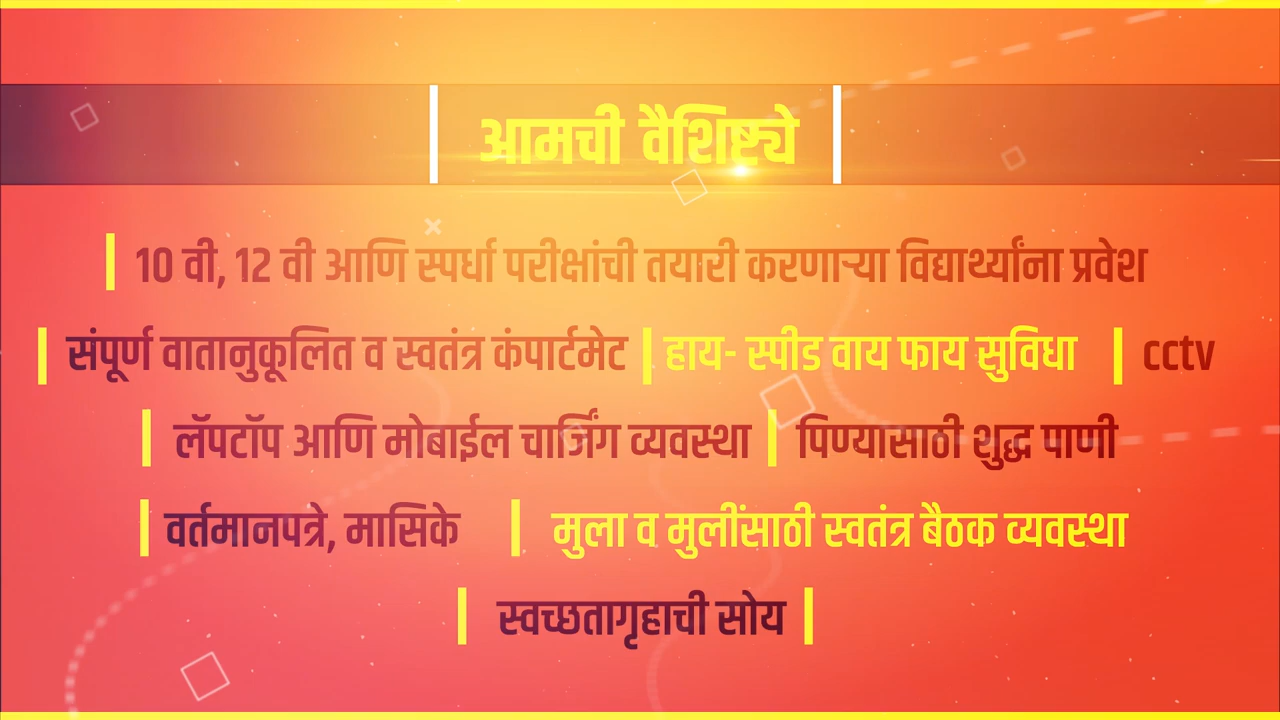 आमची वैशिष्ट्ये
10 वी, 12 वी आणि स्पर्धा परीक्षांची तयारी करणाऱ्या विद्यार्थ्यांना प्रवेश
संपूर्ण वातानुकूलित व स्वतंत्र कंपार्टमेट | हाय- स्पीड वाय फाय सुविधा | cctv
लॅपटॉप आणि मोबाईल चार्जिंग व्यवस्था | पिण्यासाठी शुद्ध पाणी
वर्तमानपत्रे, मासिके | मुला व मुलींसाठी स्वतंत्र बैठक व्यवस्था
स्वच्छतागृहाची सोय